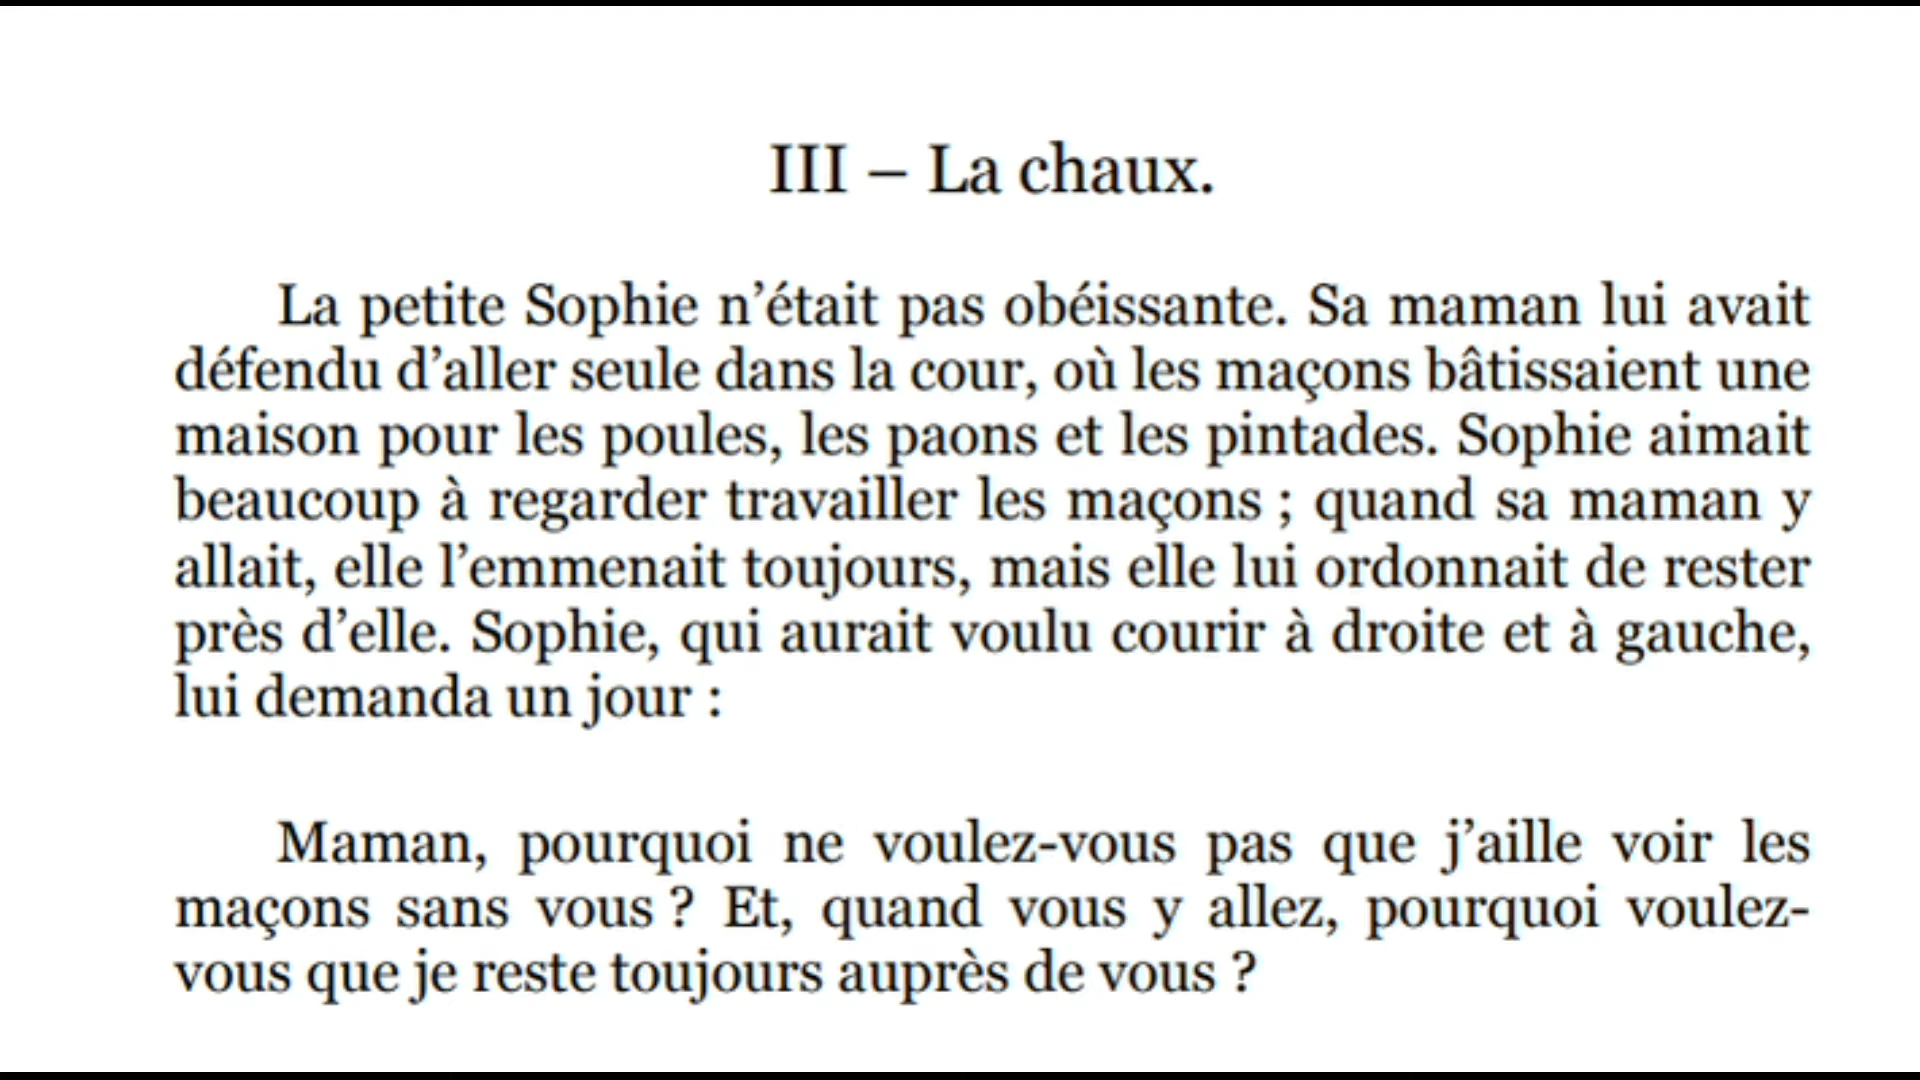 III – La chaux.
La petite Sophie n’était pas obéissante. Sa maman lui avait
défendu d’aller seule dans la cour, où les maçons bâtissaient une
maison pour les poules, les paons et les pintades. Sophie aimait
beaucoup à regarder travailler les maçons ; quand sa maman y
allait, elle l’emmenait toujours, mais elle lui ordonnait de rester
près d’elle. Sophie, qui aurait voulu courir à droite et à gauche,
lui demanda un jour :
Maman, pourquoi ne voulez-vous pas que j’aille voir les
maçons sans vous ? Et, quand vous y allez, pourquoi voulez-
vous que je reste toujours auprès de vous ?